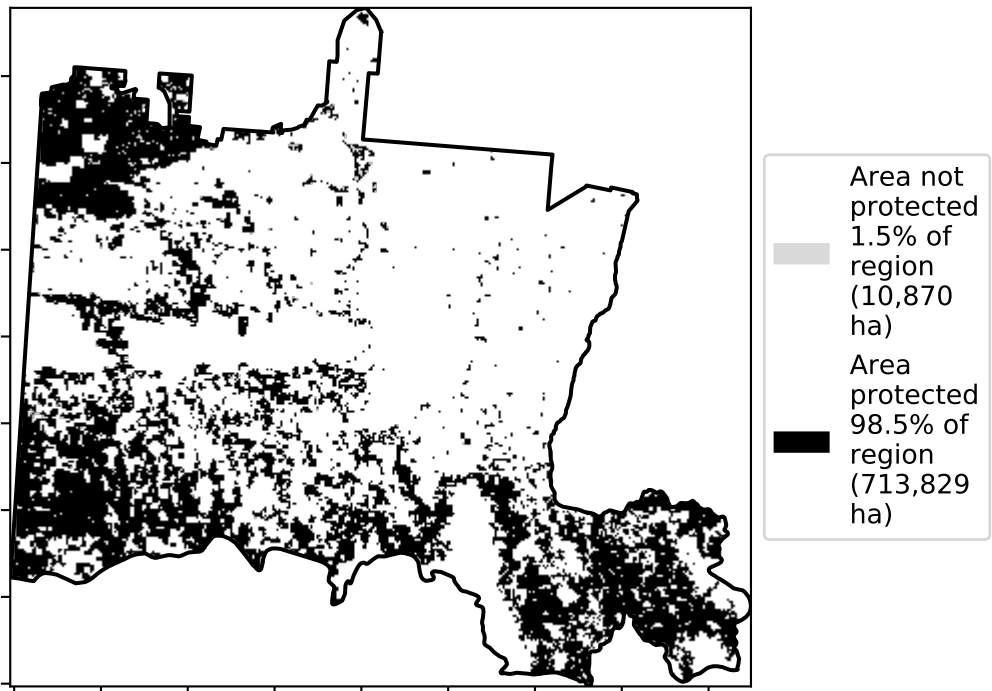 Area not
protected
1.5% of
region
(10,870
ha)
Area
protected
98.5% of
region
(713,829
ha)